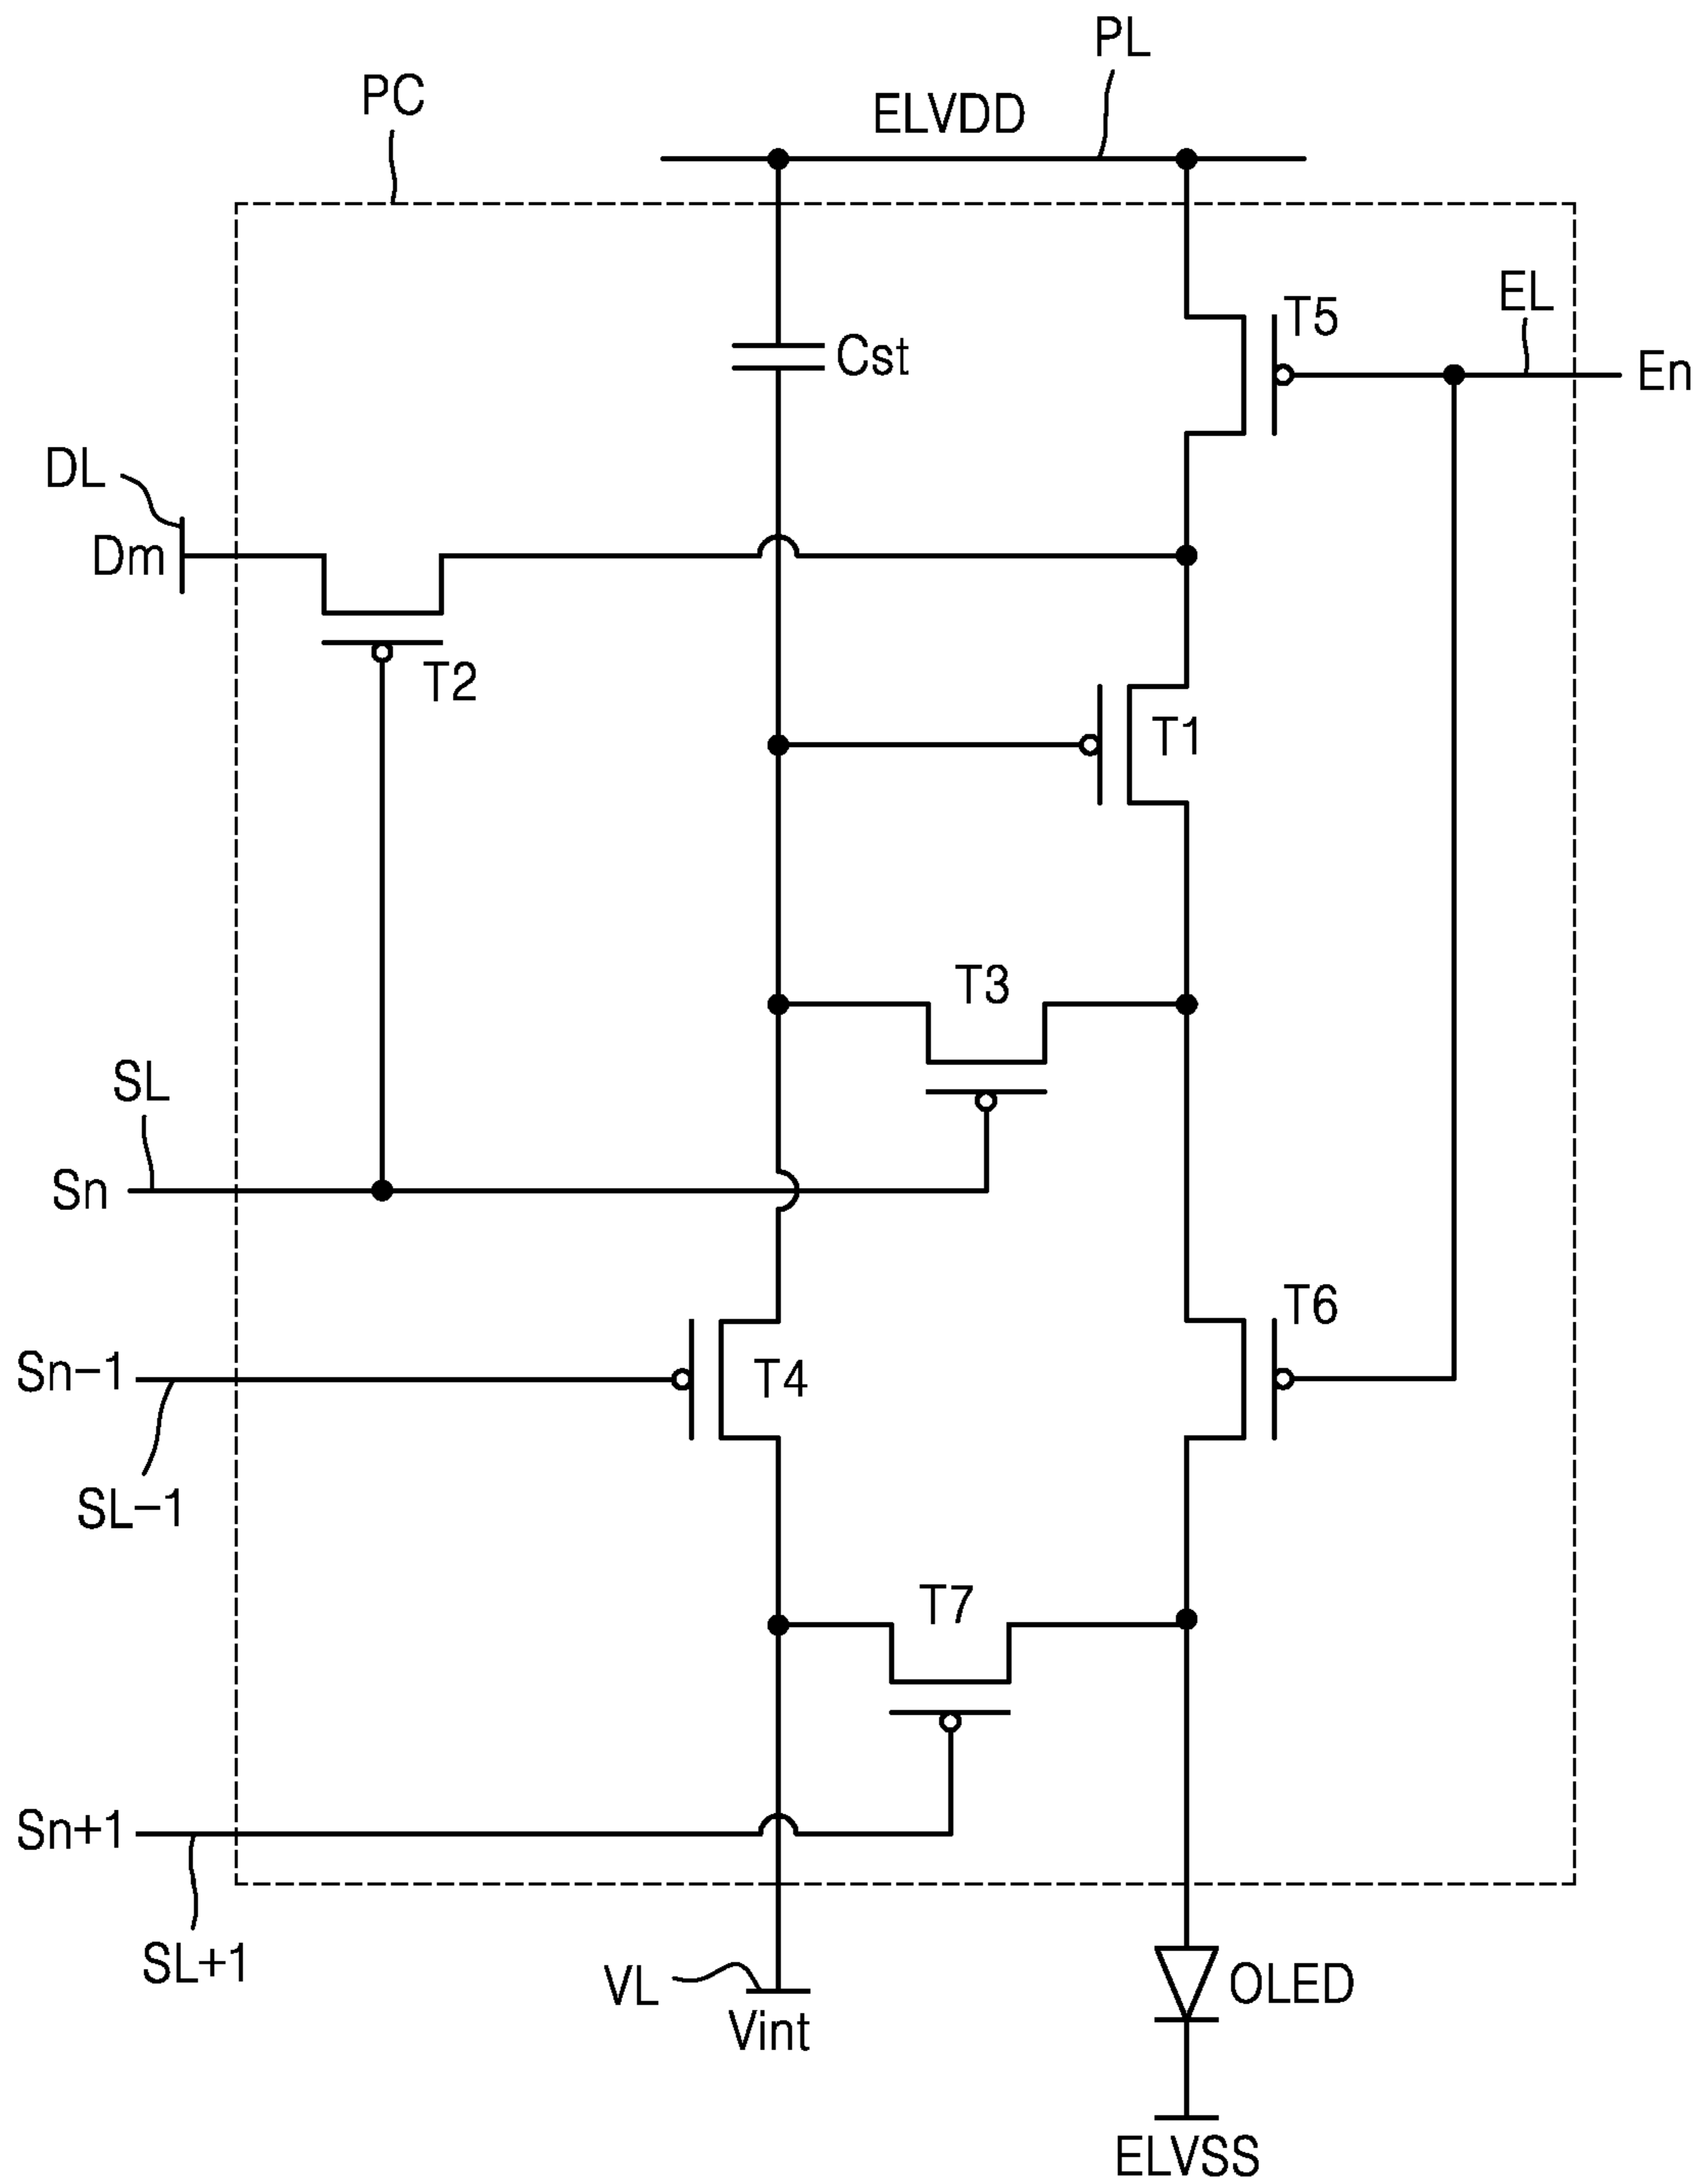 PL
PC
ELVDD
EL
T5
Cst
En
DL
Dm
T2
T1
T3
SL
Sn
T6
Sn-1
T4
SL-1
T7
Sn+1
SL+1
VL
OLED
Vint
ELVSS